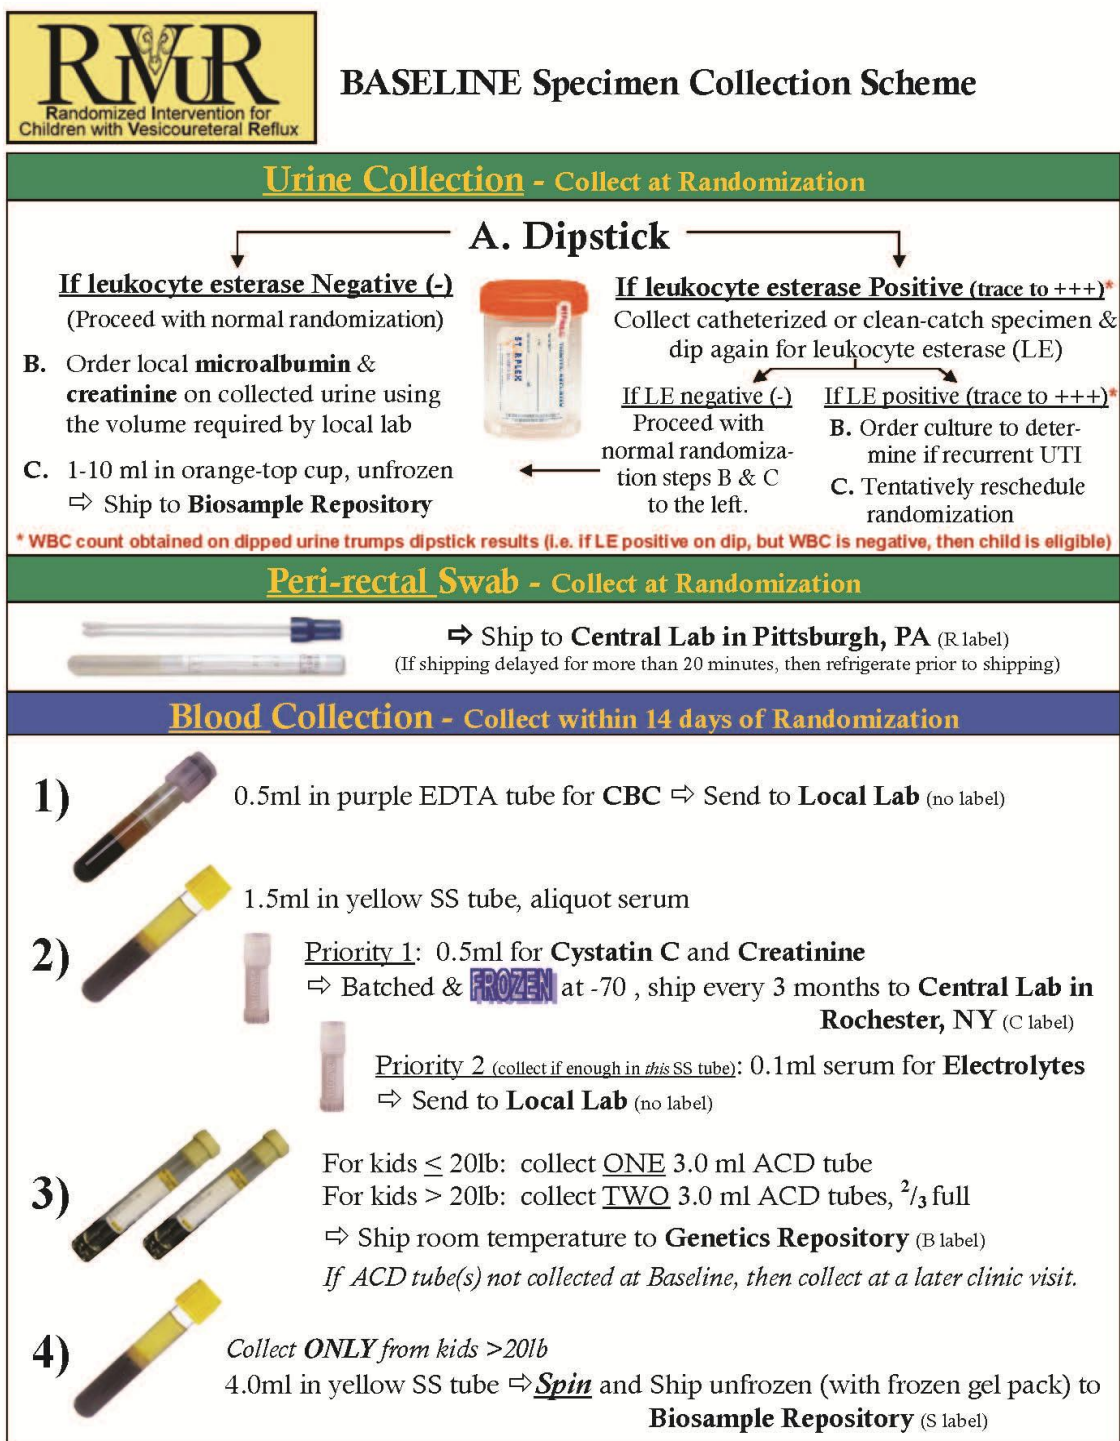 RIVUR
Randomized Intervention for
Children with Vesicoureteral Reflux
BASELINE Specimen Collection Scheme
Urine Collection - Collect at Randomization
A. Dipstick
If leukocyte esterase Negative (-)
(Proceed with normal randomization)
B. Order local microalbumin &
creatinine on collected urine using
the volume required by local lab
C. 1-10 ml in orange-top cup, unfrozen
⇨ Ship to Biosample Repository
STARPLEX
If leukocyte esterase Positive (trace to +++)*
Collect catheterized or clean-catch specimen &
dip again for leukocyte esterase (LE)
If LE negative (-)
Proceed with
normal randomiza-
tion steps B & C
to the left.
If LE positive (trace to +++)*
B. Order culture to deter-
mine if recurrent UTI
C. Tentatively reschedule
randomization
* WBC count obtained on dipped urine trumps dipstick results (i.e. if LE positive on dip, but WBC is negative, then child is eligible)
Peri-rectal Swab - Collect at Randomization
⇨ Ship to Central Lab in Pittsburgh, PA (R label)
(If shipping delayed for more than 20 minutes, then refrigerate prior to shipping)
Blood Collection - Collect within 14 days of Randomization
1)
0.5ml in purple EDTA tube for CBC ⇨ Send to Local Lab (no label)
1.5ml in yellow SS tube, aliquot serum
2)
Priority 1: 0.5ml for Cystatin C and Creatinine
⇨ Batched & FROZEN at -70 , ship every 3 months to Central Lab in
Rochester, NY (C label)
Priority 2 (collect if enough in this SS tube): 0.1ml serum for Electrolytes
⇨ Send to Local Lab (no label)
3)
For kids ≤ 20lb: collect ONE 3.0 ml ACD tube
For kids > 20lb: collect TWO 3.0 ml ACD tubes, 2/3 full
⇨ Ship room temperature to Genetics Repository (B label)
If ACD tube(s) not collected at Baseline, then collect at a later clinic visit.
4)
Collect ONLY from kids >20lb
4.0ml in yellow SS tube ⇨Spin and Ship unfrozen (with frozen gel pack) to
Biosample Repository (S label)